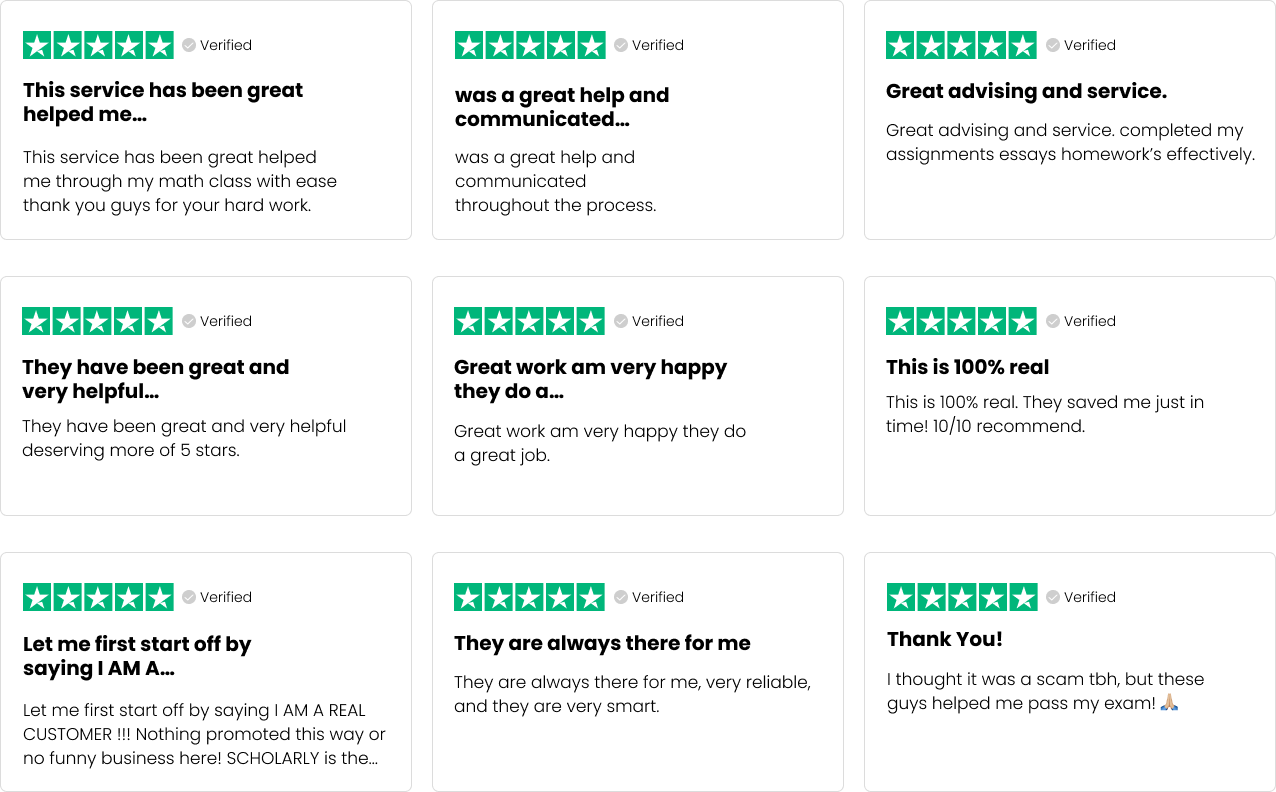 Verified
This service has been great
helped me...
This service has been great helped
me through my math class with ease
thank you guys for your hard work.
Verified
was a great help and
communicated...
was a great help and
communicated
throughout the process.
Verified
Great advising and service.
Great advising and service. completed my
assignments essays homework’s effectively.
Verified
They have been great and
very helpful...
They have been great and very helpful
deserving more of 5 stars.
Verified
Great work am very happy
they do a...
Great work am very happy they do
a great job.
Verified
This is 100% real
This is 100% real. They saved me just in
time! 10/10 recommend.
Verified
Let me first start off by
saying I AM A...
Let me first start off by saying I AM A REAL
CUSTOMER !!! Nothing promoted this way or
no funny business here! SCHOLARLY is the...
Verified
They are always there for me
They are always there for me, very reliable,
and they are very smart.
Verified
Thank You!
I thought it was a scam tbh, but these
guys helped me pass my exam! 🙏🏼